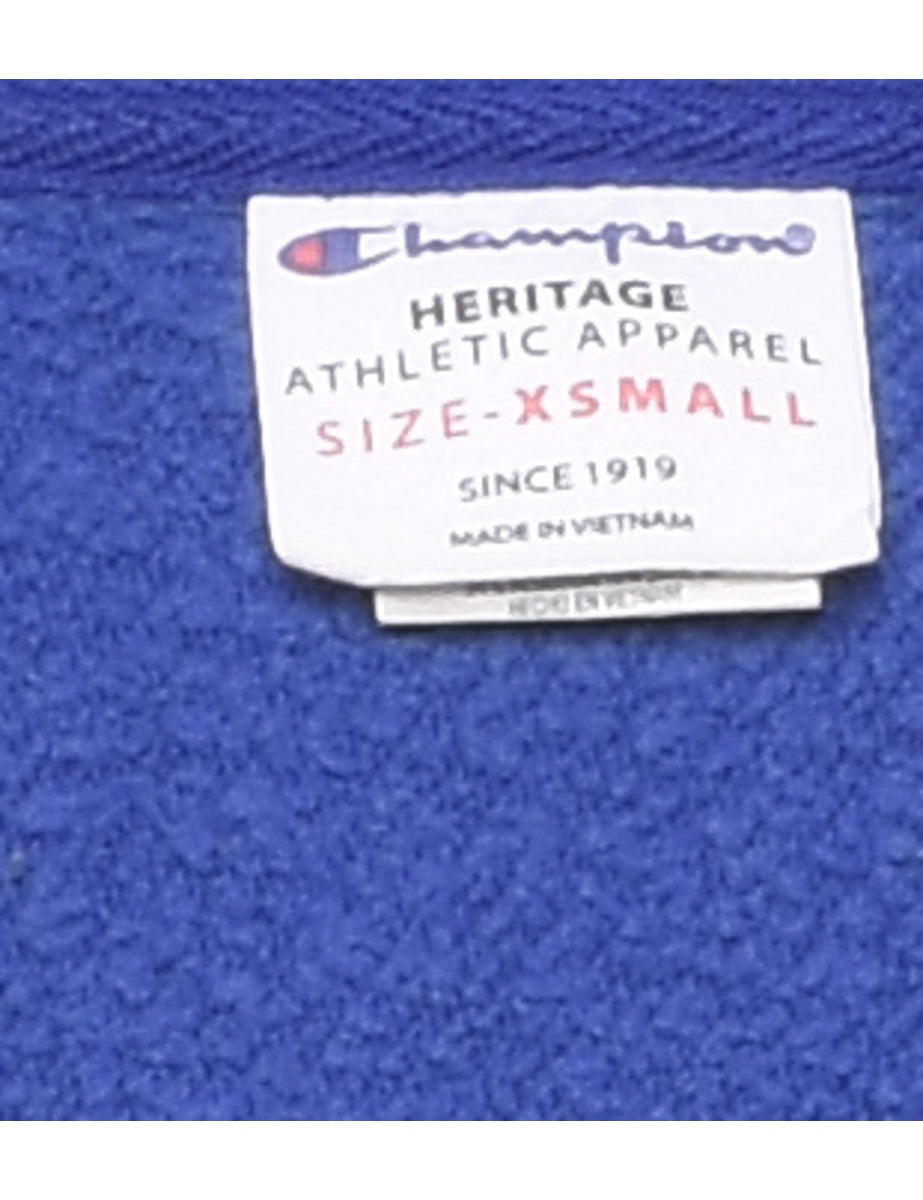 Champion®
HERITAGE
ATHLETIC APPAREL
SIZE-XSMALL
SINCE 1919
MADE IN VIETNAM
HECHO EN VIETNAM